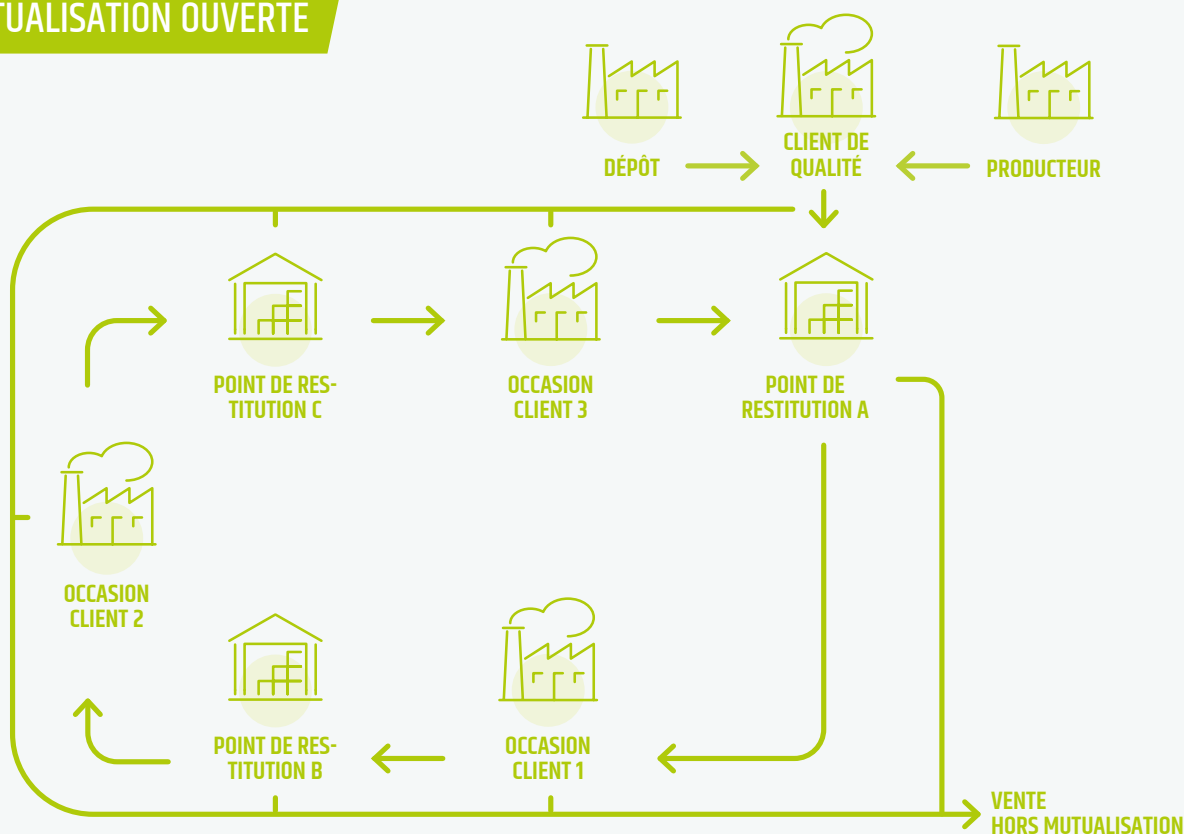 TUALISATION OUVERTE
CLIENT DE
QUALITÉ
DÉPÔT
PRODUCTEUR
POINT DE RES-
TITUTION C
OCCASION
CLIENT 3
POINT DE
RESTITUTION A
OCCASION
CLIENT 2
POINT DE RES-
TITUTION B
OCCASION
CLIENT 1
VENTE
HORS MUTUALISATION